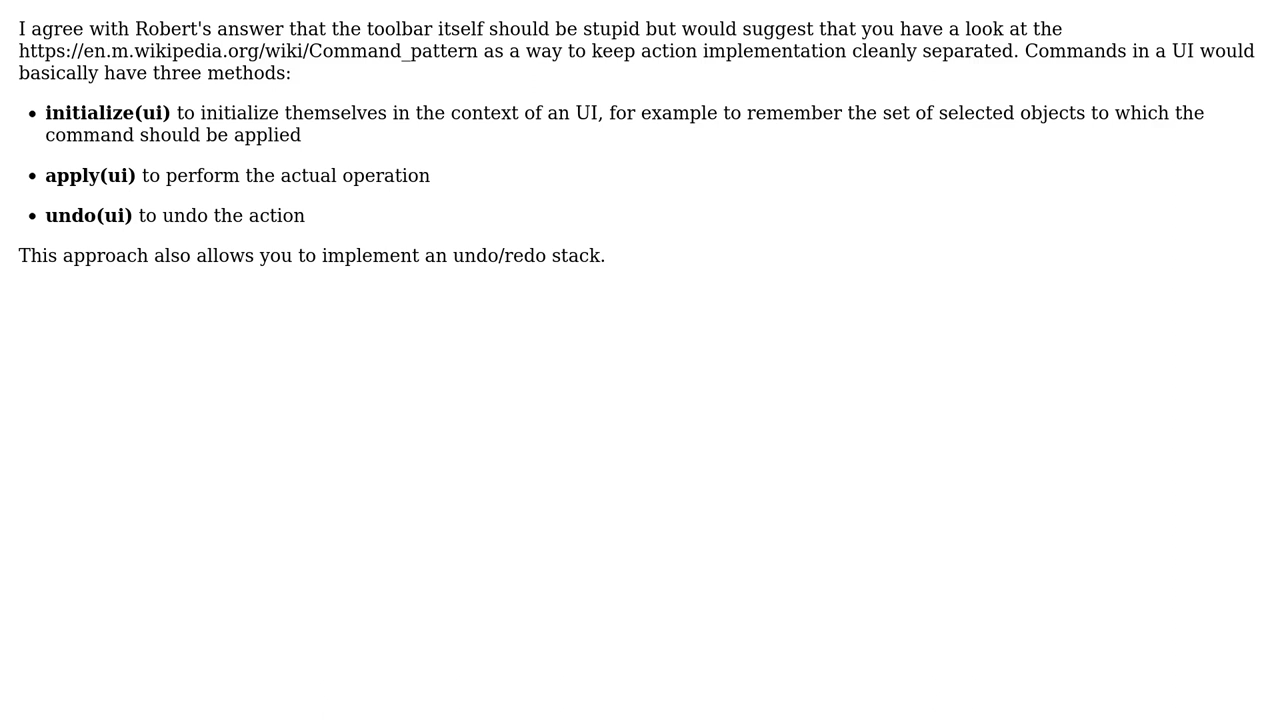 I agree with Robert's answer that the toolbar itself should be stupid but would suggest that you have a look at the
https://en.m.wikipedia.org/wiki/Command_pattern as a way to keep action implementation cleanly separated. Commands in a UI would
basically have three methods:
• initialize(ui) to initialize themselves in the context of an UI, for example to remember the set of selected objects to which the
command should be applied
• apply(ui) to perform the actual operation
• undo(ui) to undo the action
This approach also allows you to implement an undo/redo stack.